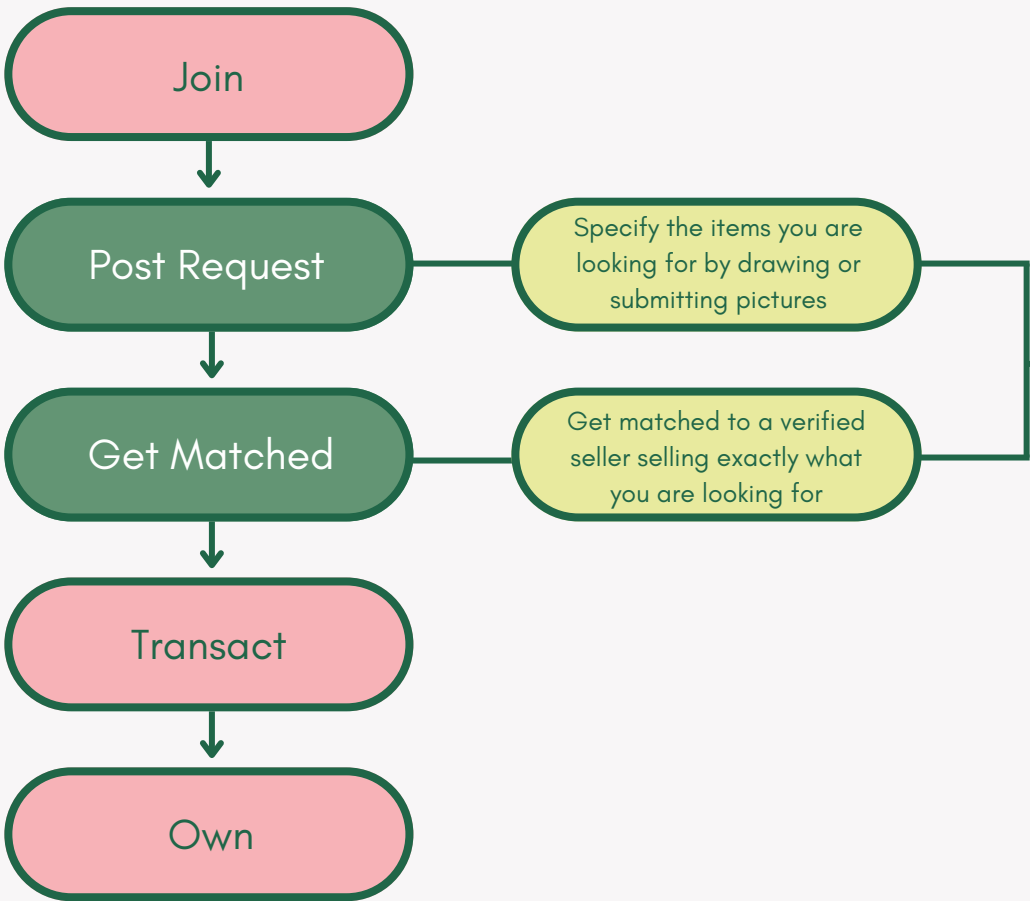 Join
Post Request
Specify the items you are
looking for by drawing or
submitting pictures
Get Matched
Get matched to a verified
seller selling exactly what
you are looking for
Transact
Own